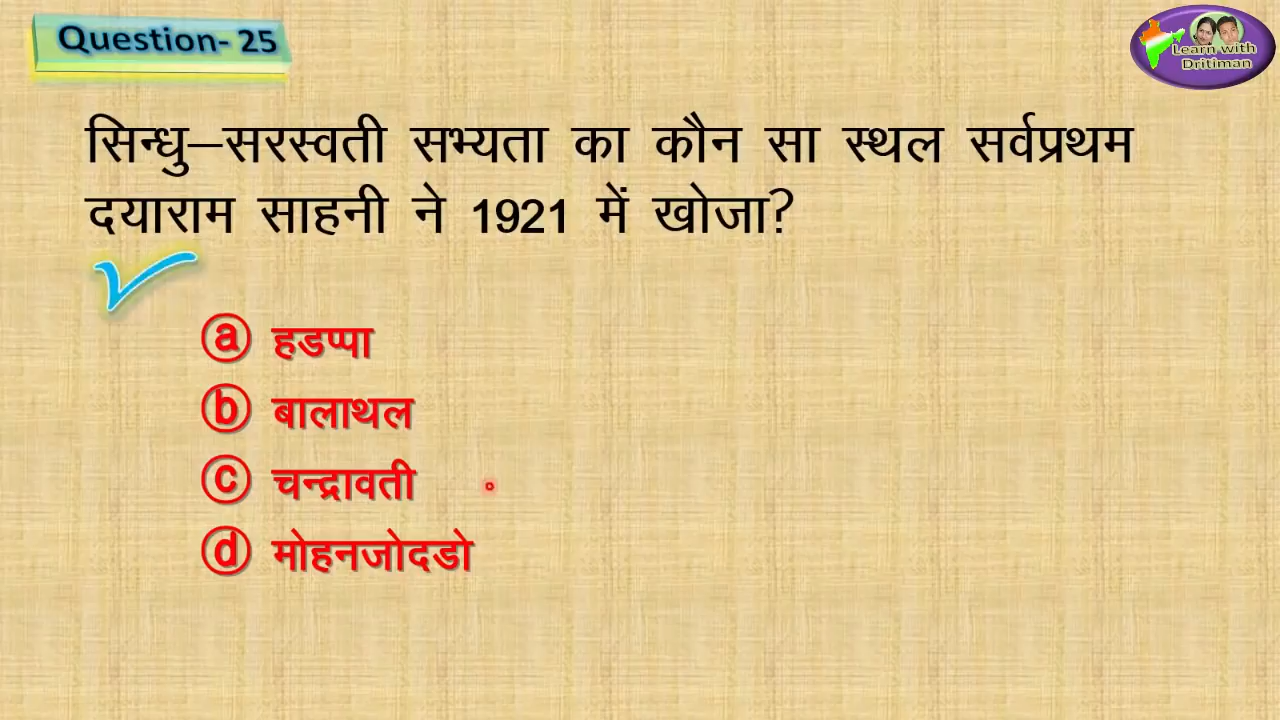 Question- 25
Learn with
Dritiman
सिन्धु–सरस्वती सभ्यता का कौन सा स्थल सर्वप्रथम
दयाराम साहनी ने 1921 में खोजा?
ⓐ हडप्पा
ⓑ बालाथल
ⓒ चन्द्रावती
ⓓ मोहनजोदडो